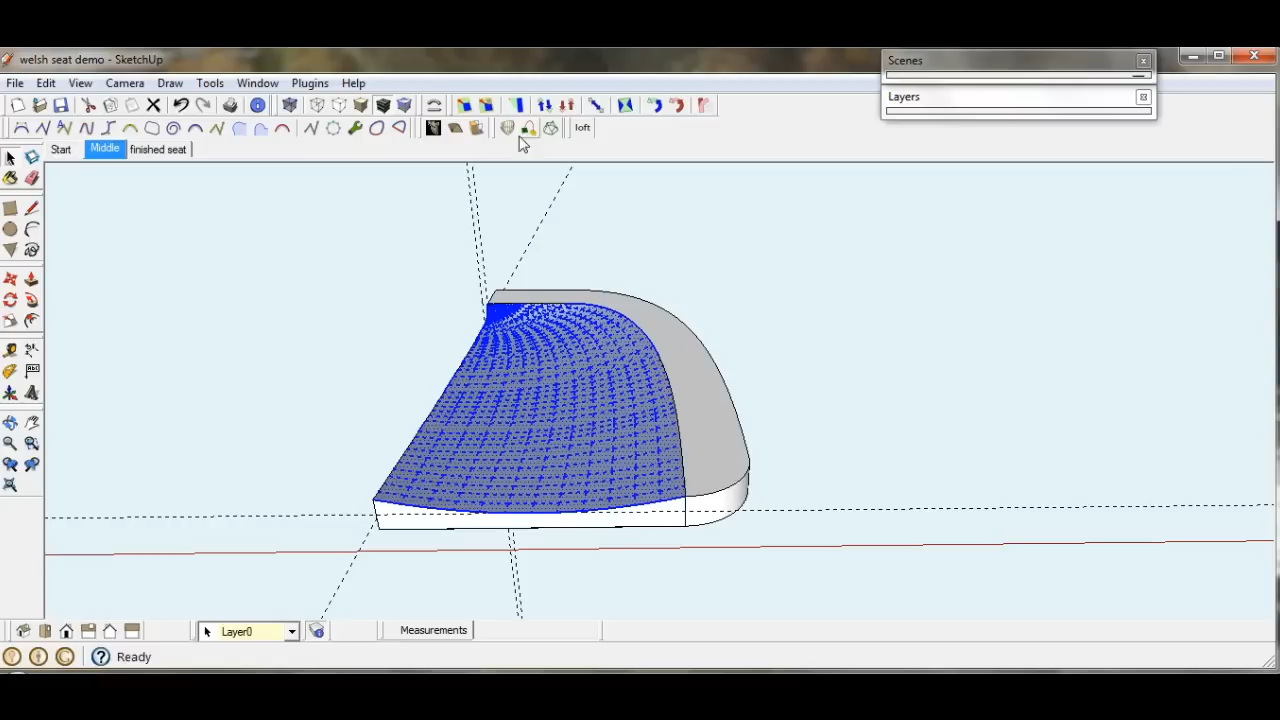 welsh seat demo - SketchUp
Scenes
File Edit View Camera Draw Tools Window Plugins Help
Layers
loft
Start Middle finished seat
Layer0 Measurements
Ready